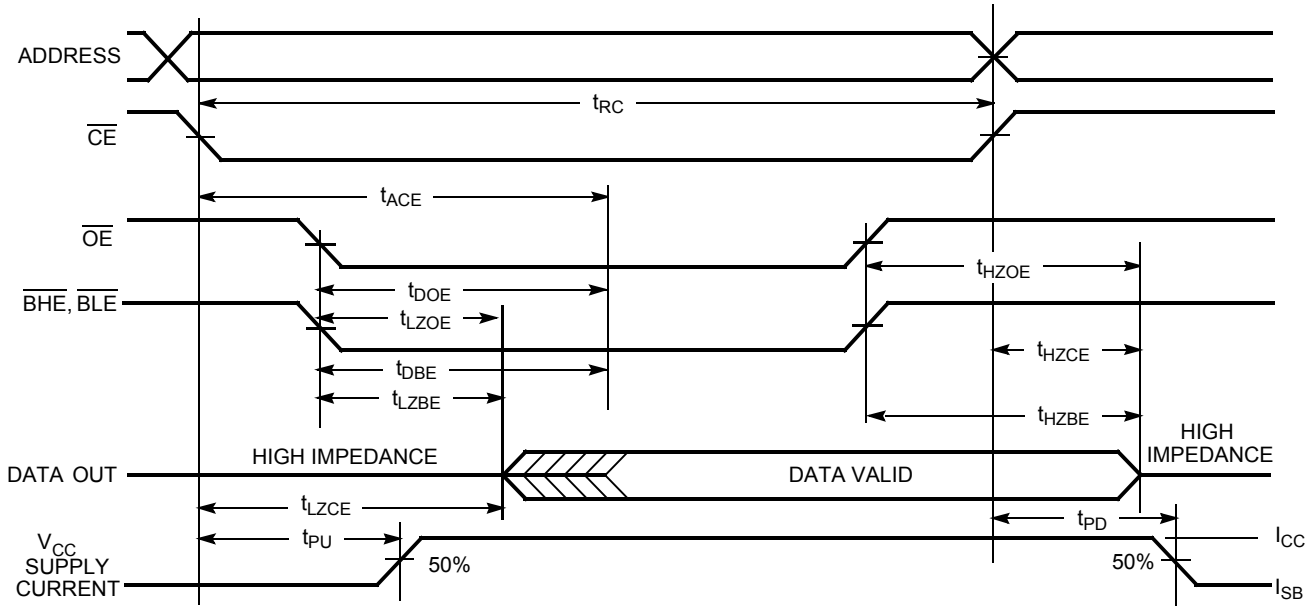 ADDRESS
tRC
CE
tACE
OE
tHZOE
tDOE
BHE, BLE
tLZOE
tHZCE
tDBE
tLZBE
tHZBE
HIGH IMPEDANCE
HIGH
IMPEDANCE
DATA OUT
DATA VALID
tLZCE
tPU
tPD
VCC
SUPPLY
CURRENT
50%
50%
ICC
ISB